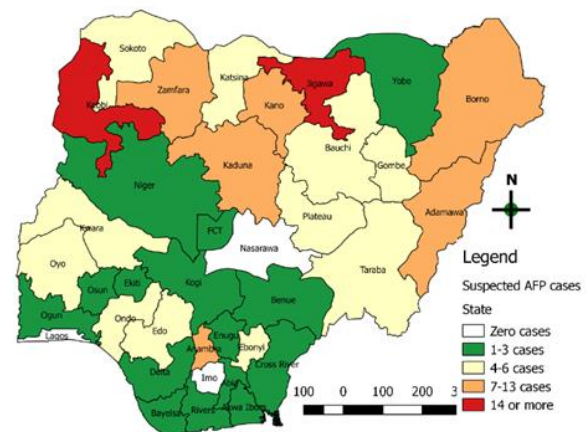 Sokoto
Katsina
Jigawa
Yobo
Borno
Kebbi
Zamfara
Kano
Kaduna
Bauchi
Gombe
Adamawa
Niger
FCT
Plateau
Nasarawa
Taraba
Kwara
Oyo
Kogi
Benue
Osun
Ekiti
Ogun
Lagos
Ondo
Edo
Enugu
Ebonyi
Anambra
Cross River
Delta
Imo
Abia
Bayelsa
Rivers
Akwa Ibom
N
Legend
Suspected AFP cases
State
Zero cases
1-3 cases
4-6 cases
7-13 cases
14 or more
100 0 100 200 3